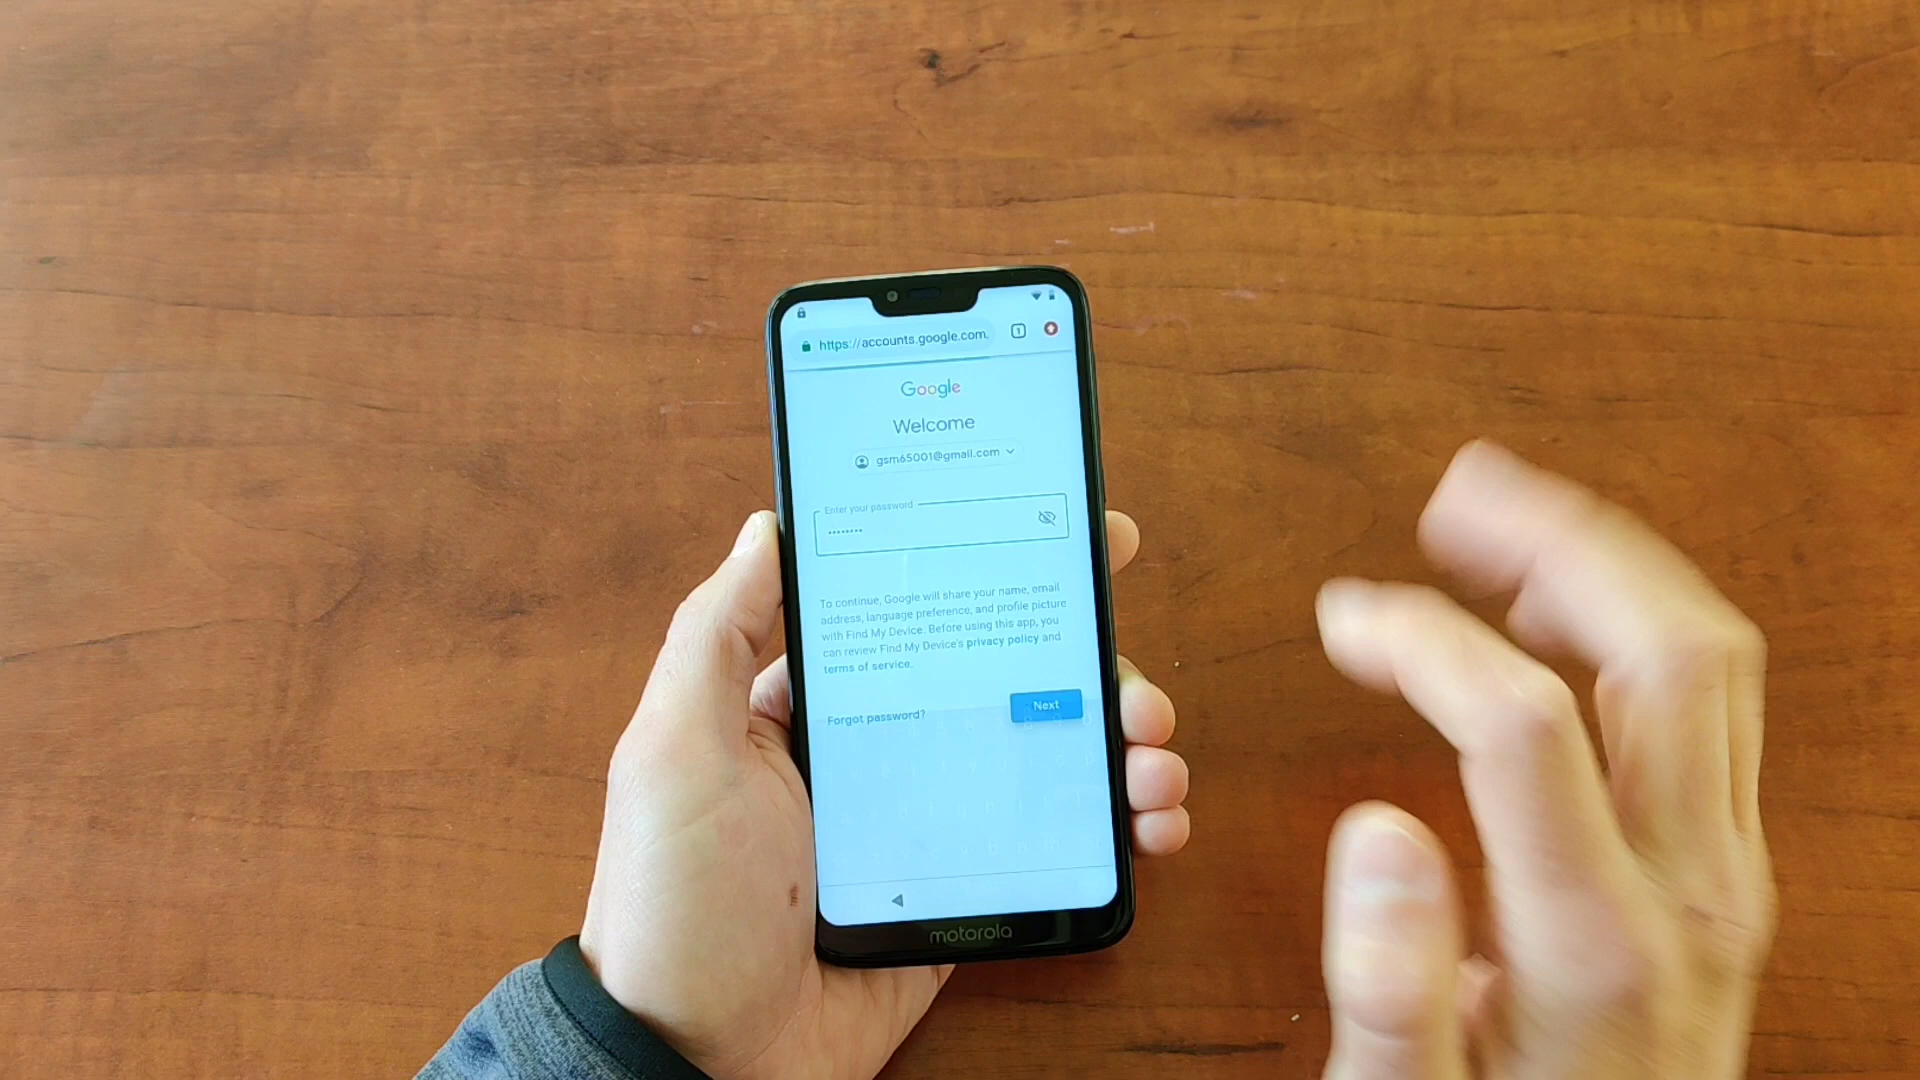 https://accounts.google.com.
1
Google
Welcome
gsm65001@gmail.com
Enter your password
••••••••
To continue, Google will share your name, email
address, language preference, and profile picture
with Find My Device. Before using this app, you
can review Find My Device's privacy policy and
terms of service.
Forgot password?
Next
motorola